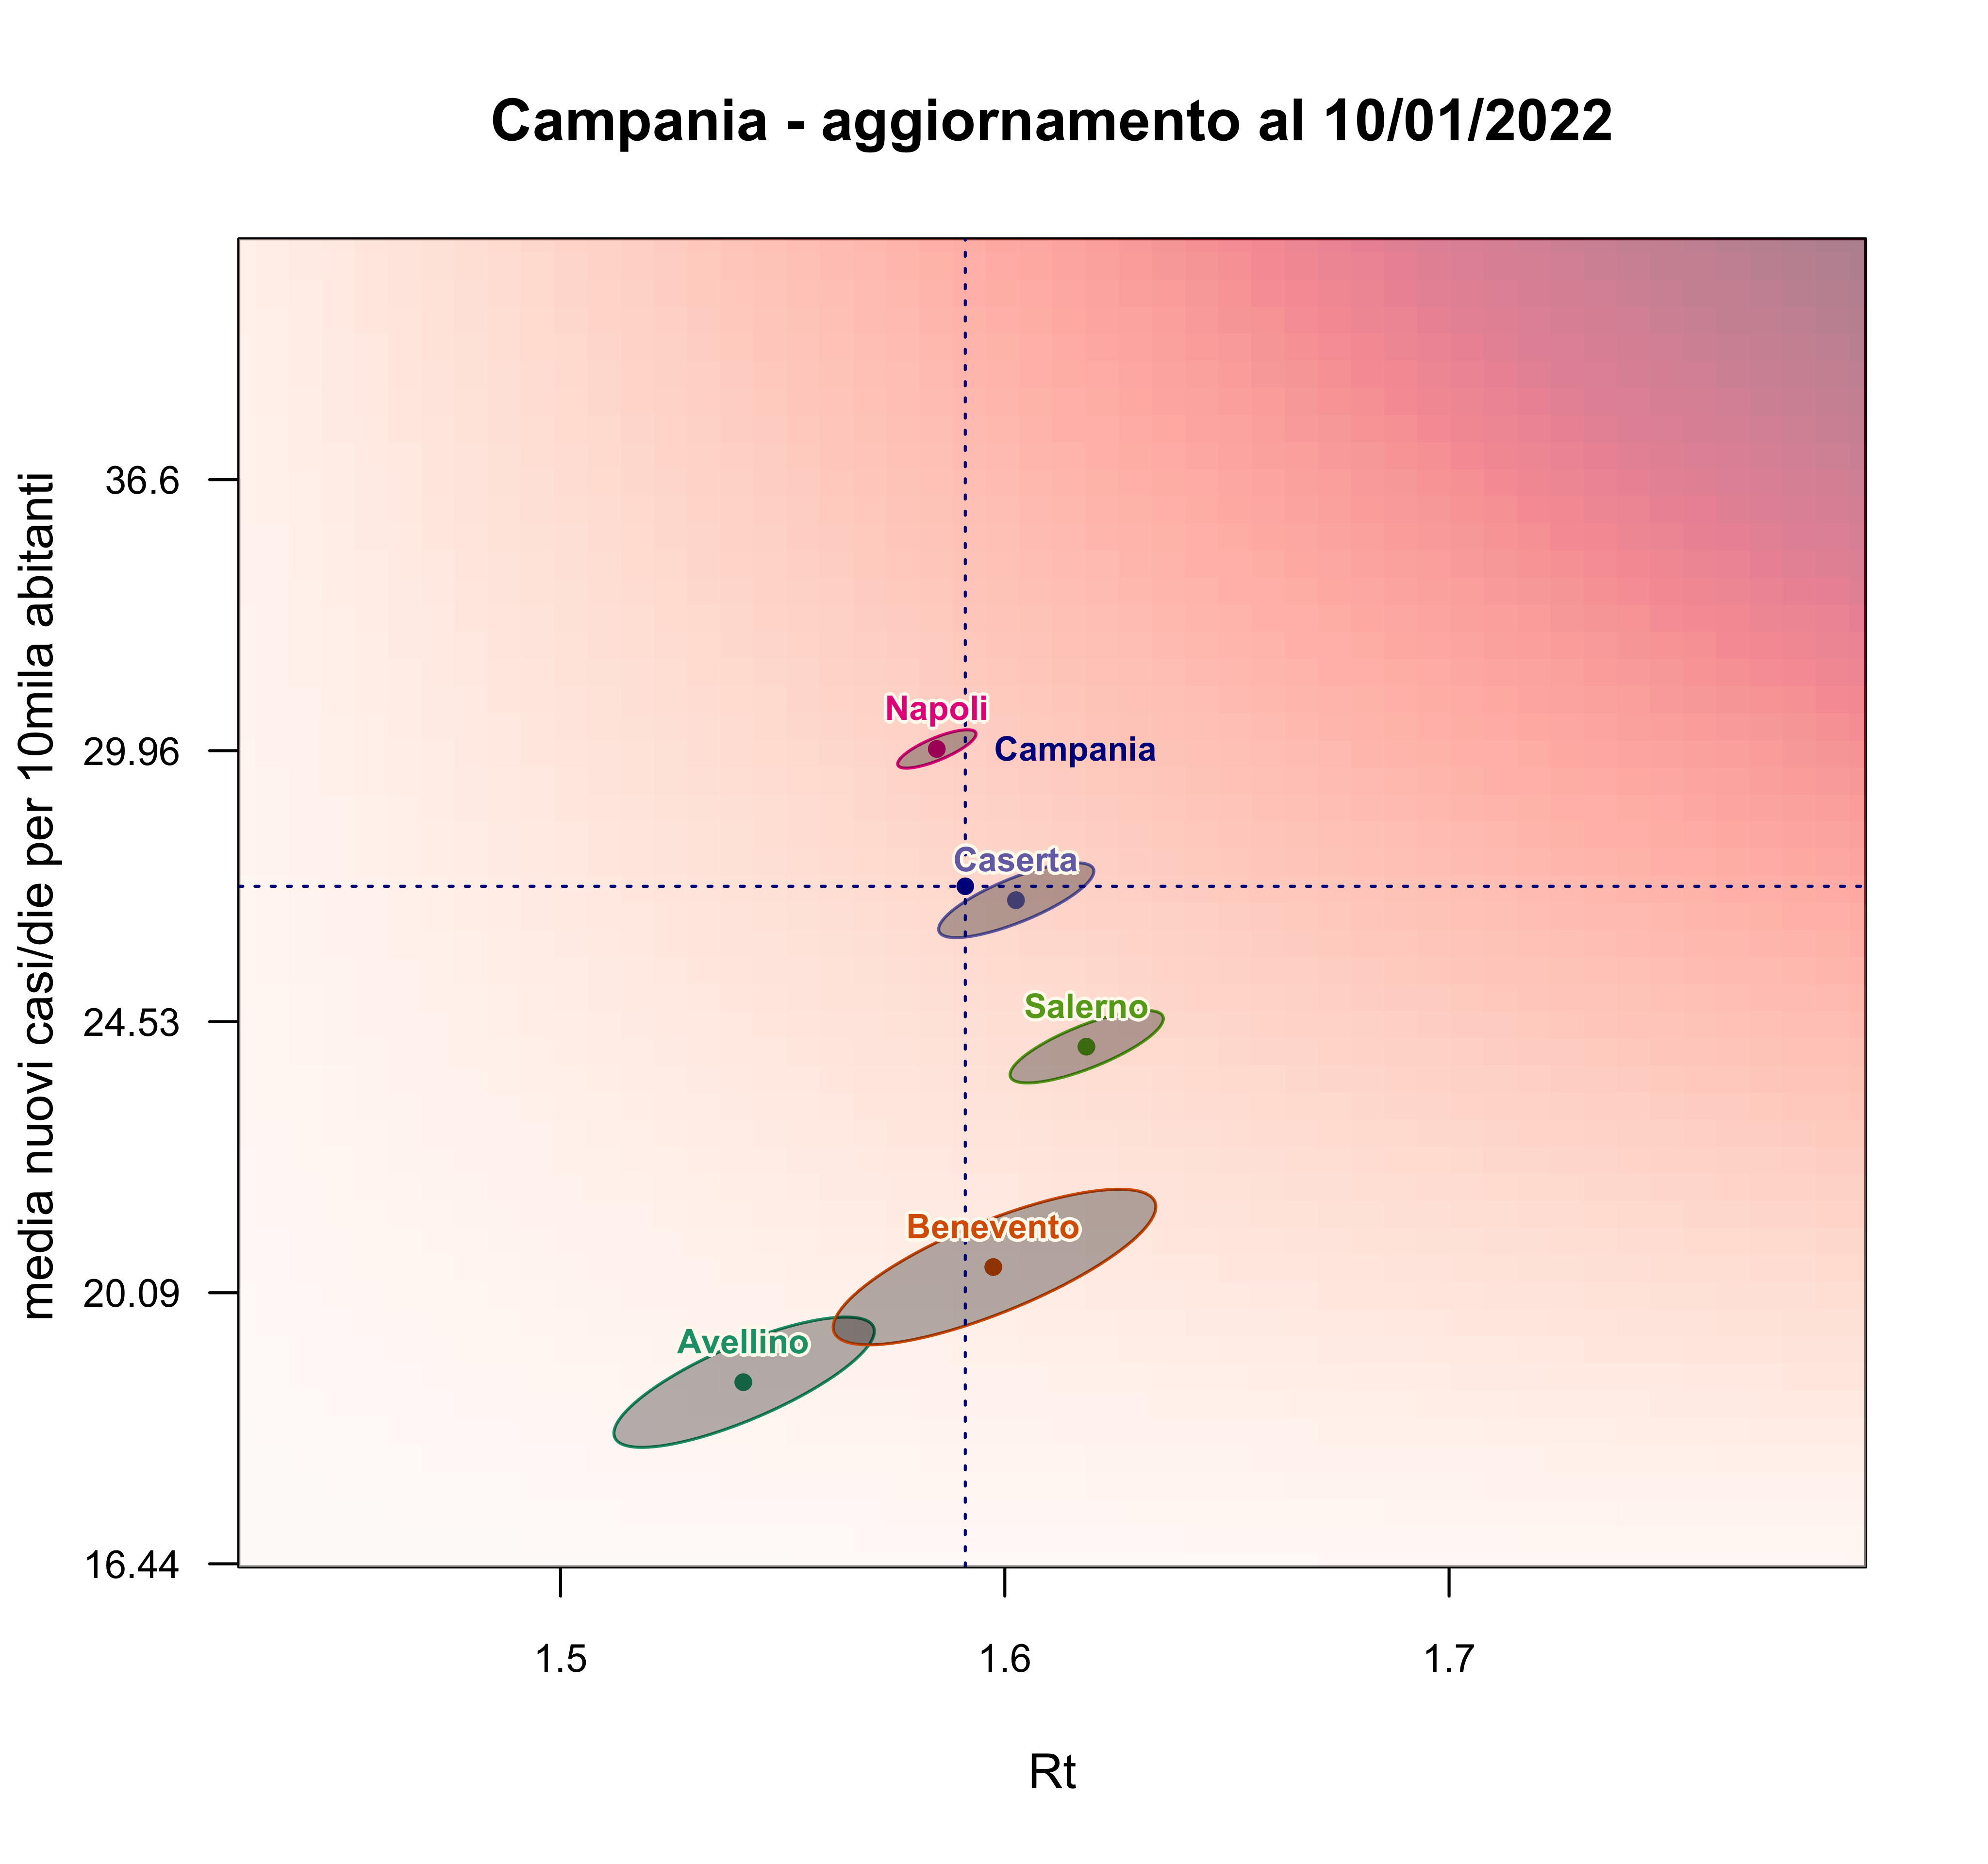 Campania - aggiornamento al 10/01/2022
media nuovi casi/die per 10mila abitanti
36.6
29.96
24.53
20.09
16.44
Napoli
Campania
Caserta
Salerno
Benevento
Avellino
1.5
1.6
1.7
Rt